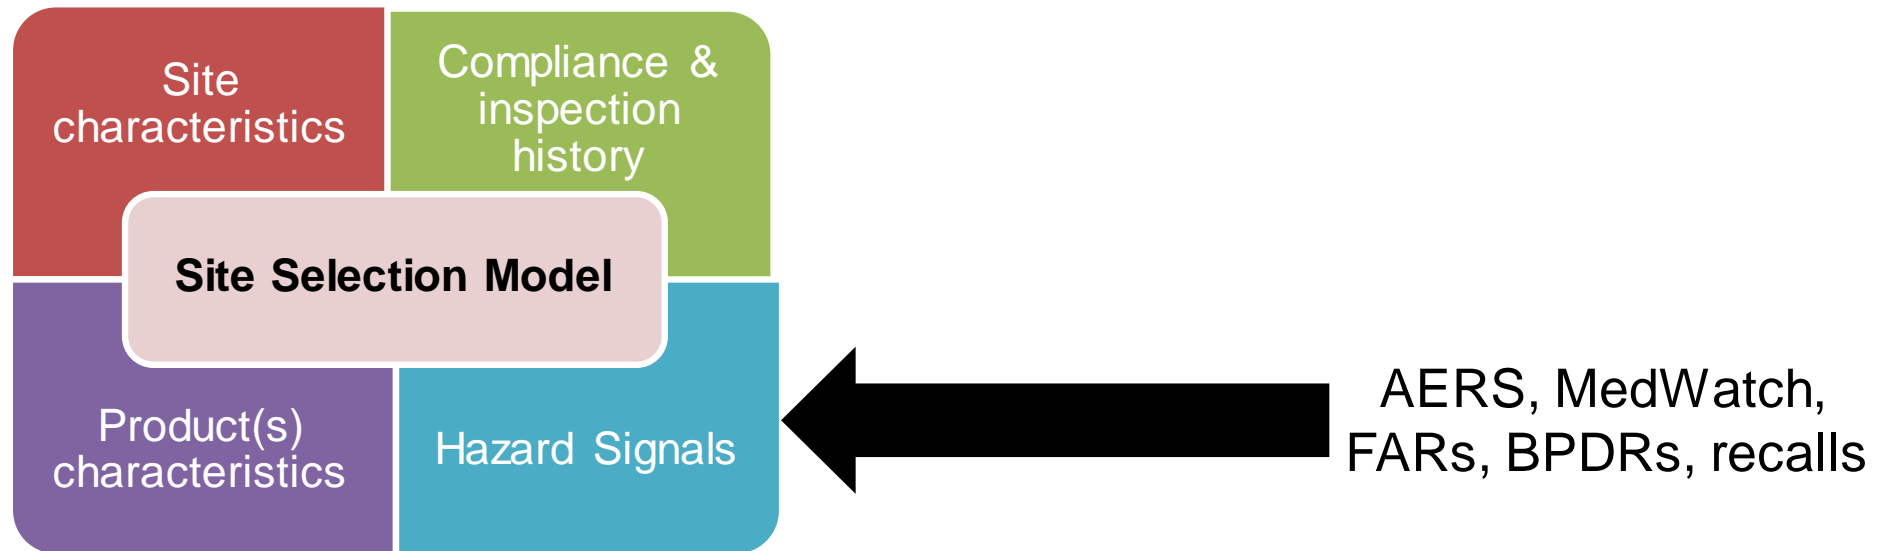 Site
characteristics
Compliance &
inspection
history
Site Selection Model
Product(s)
characteristics
Hazard Signals
AERS, MedWatch,
FARs, BPDRs, recalls